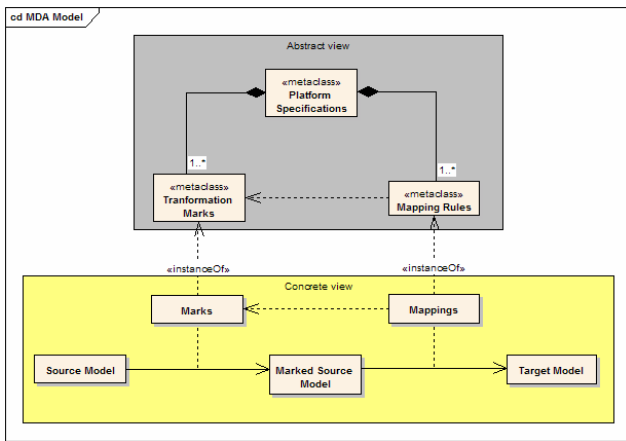 cd MDA Model
Abstract view
«metaclass»
Platform
Specifications
1..*
1..*
«metaclass»
Tranformation
Marks
«metaclass»
Mapping Rules
«instanceOf»
«instanceOf»
Concrete view
Marks
Mappings
Source Model
Marked Source
Model
Target Model